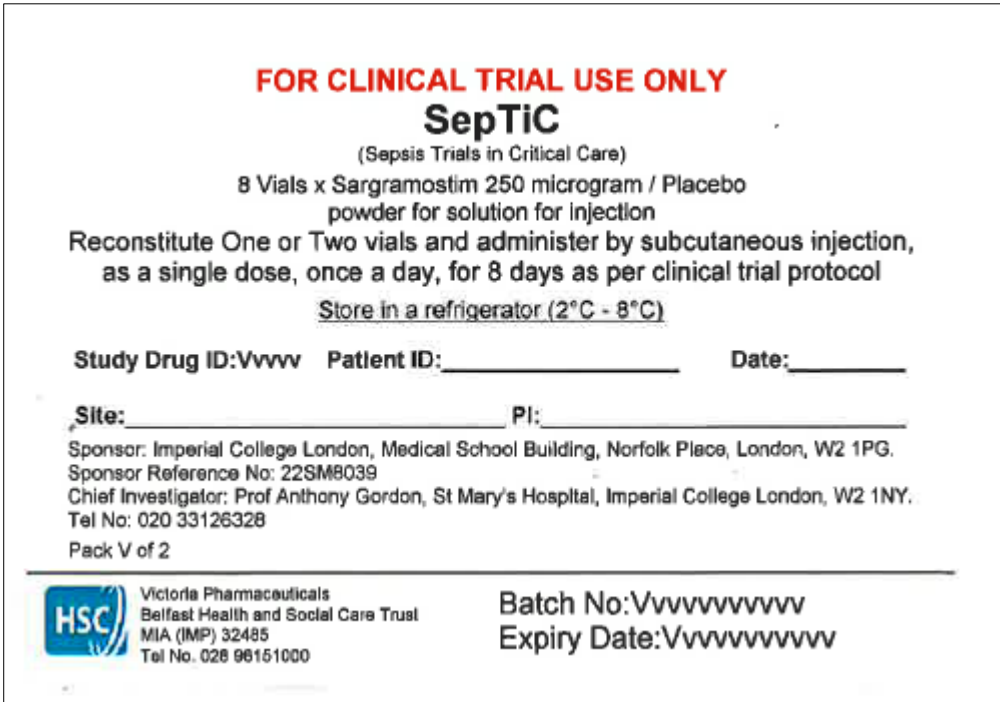 FOR CLINICAL TRIAL USE ONLY
SepTiC
(Sepsis Trials in Critical Care)
8 Vials x Sargramostim 250 microgram / Placebo
powder for solution for injection
Reconstitute One or Two vials and administer by subcutaneous injection,
as a single dose, once a day, for 8 days as per clinical trial protocol
Store in a refrigerator (2°C - 8°C)
Study Drug ID:Vvvvv Patient ID:____________________ Date:__________
Site:________________________________ PI:______________________________
Sponsor: Imperial College London, Medical School Building, Norfolk Place, London, W2 1PG.
Sponsor Reference No: 22SM8039
Chief Investigator: Prof Anthony Gordon, St Mary's Hospital, Imperial College London, W2 1NY.
Tel No: 020 33126328
Pack V of 2
HSC
Victoria Pharmaceuticals
Belfast Health and Social Care Trust
MIA (IMP) 32485
Tel No. 028 96151000
Batch No:Vvvvvvvvvvv
Expiry Date:Vvvvvvvvvvv